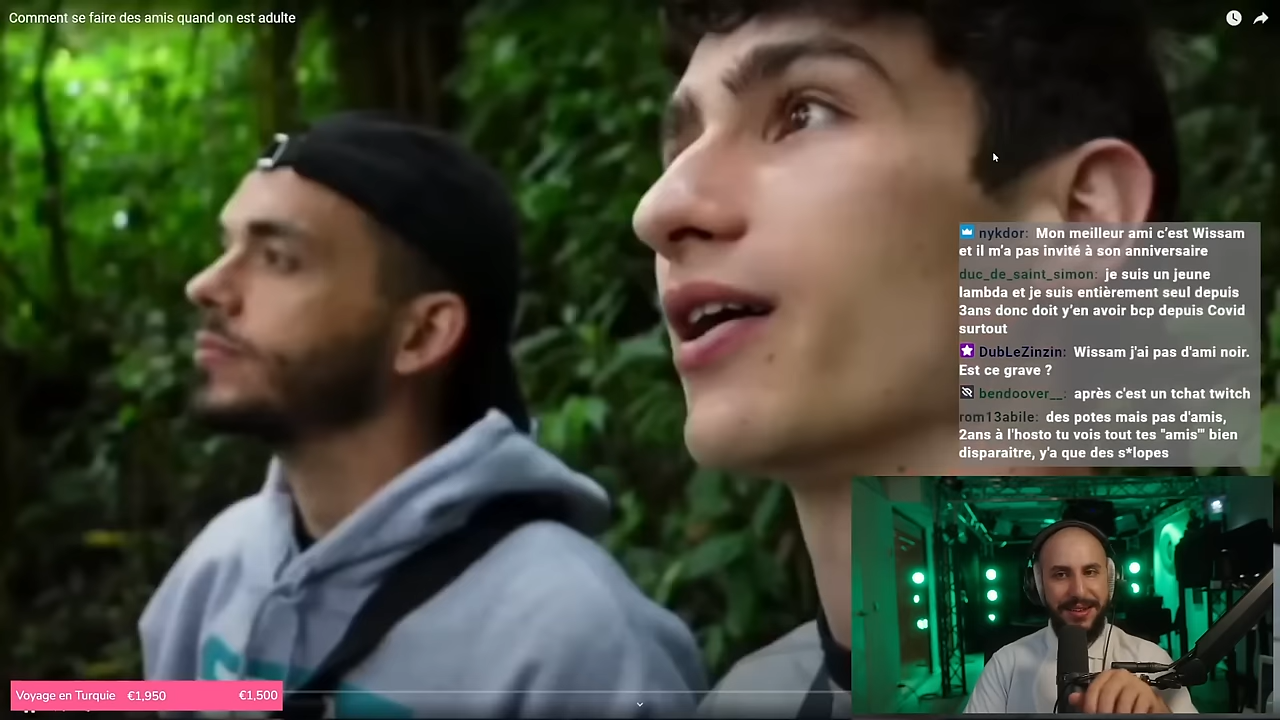 Comment se faire des amis quand on est adulte
nykdor: Mon meilleur ami c'est Wissam
et il m'a pas invité à son anniversaire
duc_de_saint_simon: je suis un jeune
lambda et je suis entièrement seul depuis
3ans donc doit y'en avoir bcp depuis Covid
surtout
DubLeZinzin: Wissam j'ai pas d'ami noir.
Est ce grave ?
bendoover__: après c'est un tchat twitch
rom13abile: des potes mais pas d'amis,
2ans à l'hosto tu vois tout tes "amis'" bien
disparaitre, y'a que des s*lopes
Voyage en Turquie €1,950 €1,500